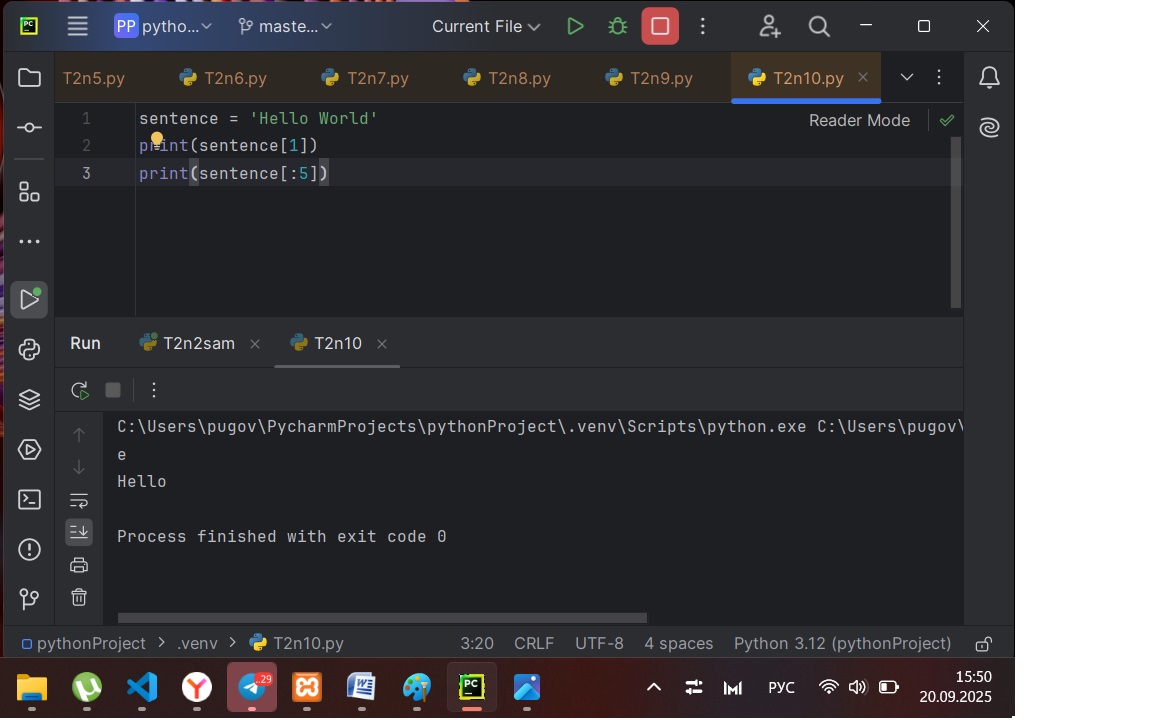 PC
PP pytho...
maste...
Current File
T2n5.py
T2n6.py
T2n7.py
T2n8.py
T2n9.py
T2n10.py
1 sentence = 'Hello World'
Reader Mode
2 print(sentence[1])
3 print(sentence[:5])
Run
T2n2sam
T2n10
C:\Users\pugov\PycharmProjects\pythonProject\.venv\Scripts\python.exe C:\Users\pugov\
e
Hello
Process finished with exit code 0
pythonProject > .venv > T2n10.py
3:20 CRLF UTF-8 4 spaces Python 3.12 (pythonProject)
.29
PC
РУС
15:50
20.09.2025